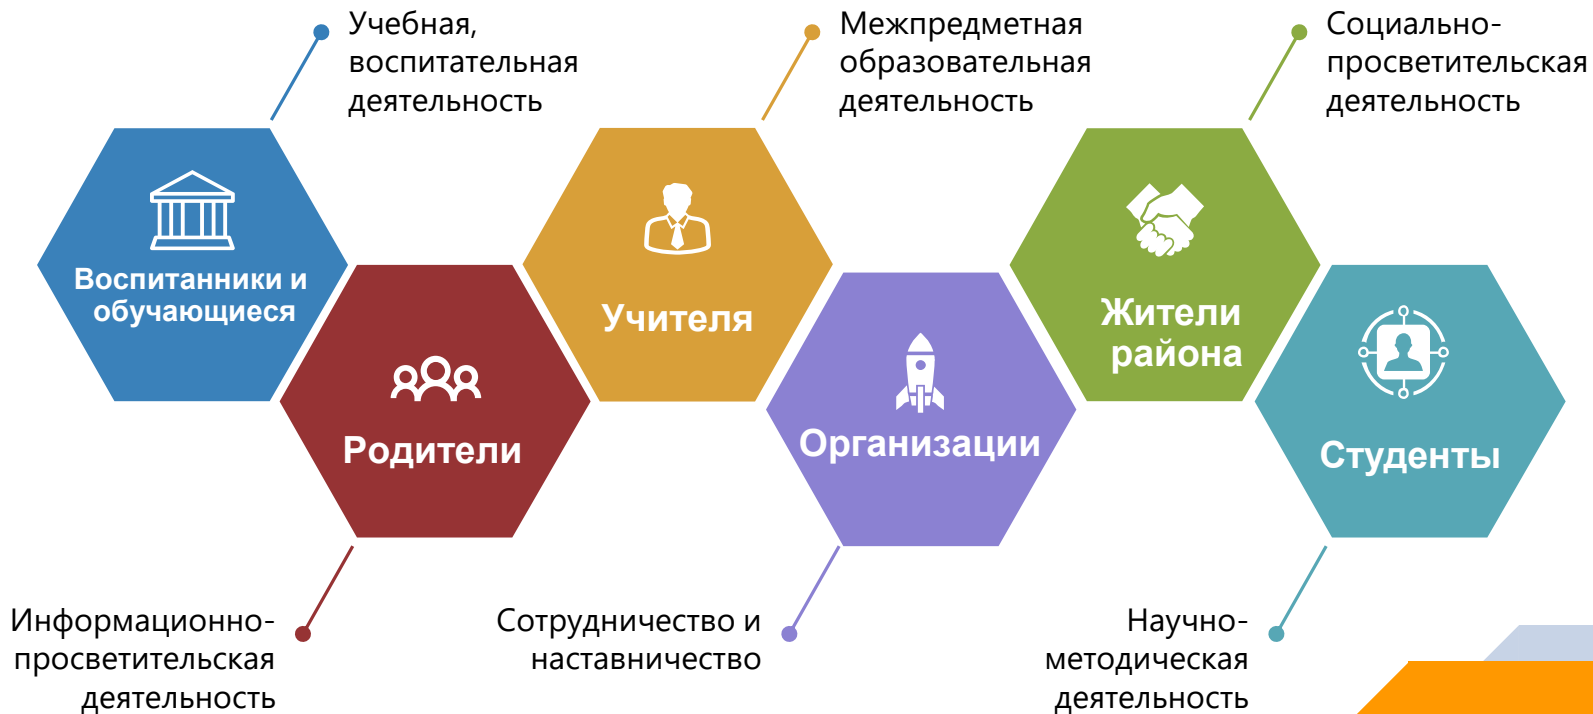 Учебная,
воспитательная
деятельность
Межпредметная
образовательная
деятельность
Социально-
просветительская
деятельность
Воспитанники и
обучающиеся
Родители
Учителя
Организации
Жители
района
Студенты
Информационно-
просветительская
деятельность
Сотрудничество и
наставничество
Научно-
методическая
деятельность